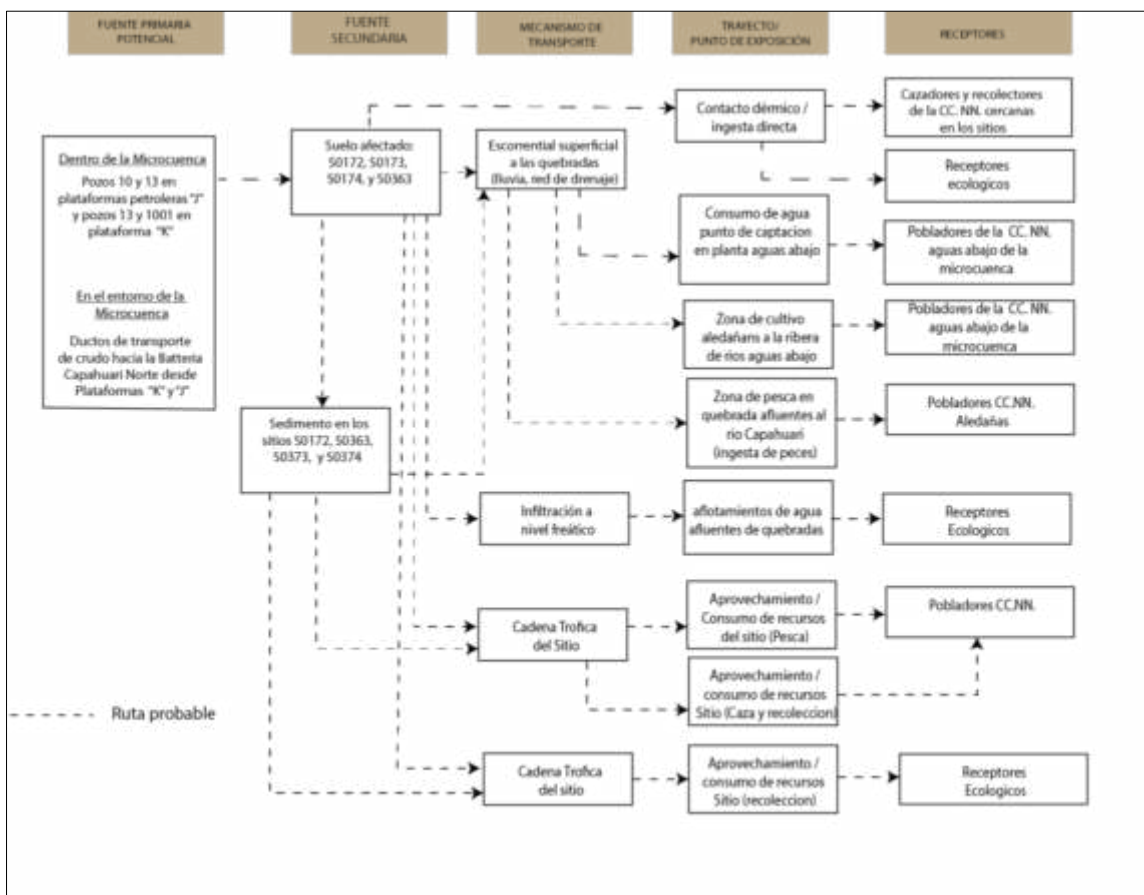 FUENTE PRIMARIA
POTENCIAL
FUENTE
SECUNDARIA
MECANISMO DE
TRANSPORTE
TRAYECTO/
PUNTO DE EXPOSICIÓN
RECEPTORES
Dentro de la Microcuenca
Pozos 10 y 13 en
plataformas petroleras "J"
y pozos 13 y 1001 en
plataforma "K"
En el entorno de la
Microcuenca
Ductos de transporte
de crudo hacia la Batteria
Capahuari Norte desde
Plataformas "K" y "J"
Suelo afectado:
S0172, S0173,
S0174, y S0363
Sedimento en los
sitios S0172, S0363,
S0373, y S0374
Escorrential superficial
a las quebradas
(lluvia, red de drenaje)
Infiltración a
nivel freático
Cadena Trofica
del Sitio
Cadena Trofica
del sitio
Contacto dérmico /
ingesta directa
Consumo de agua
punto de captacion
en planta aguas abajo
Zona de cultivo
aledañans a la ribera
de rios aguas abajo
Zona de pesca en
quebrada afluentes al
rio Capahuari
(ingesta de peces)
aflotamientos de agua
afluentes de quebradas
Aprovechamiento /
Consumo de recursos
del sitio (Pesca)
Aprovechamiento /
consumo de recursos
Sitio (Caza y recoleccion)
Aprovechamiento /
consumo de recursos
Sitio (recoleccion)
Cazadores y recolectores
de la CC. NN. cercanas
en los sitios
Receptores
ecologicos
Pobladores de la CC. NN.
aguas abajo de la
microcuenca
Pobladores de la CC. NN.
aguas abajo de la
microcuenca
Pobladores CC.NN.
Aledañas
Receptores
Ecologicos
Pobladores CC.NN.
Receptores
Ecologicos
Ruta probable